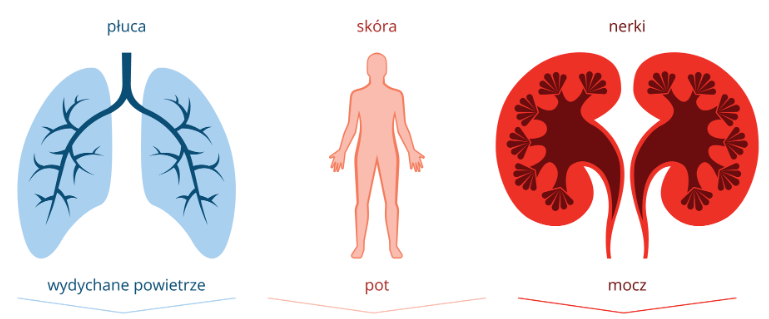 płuca
skóra
nerki
wydychane powietrze
pot
mocz